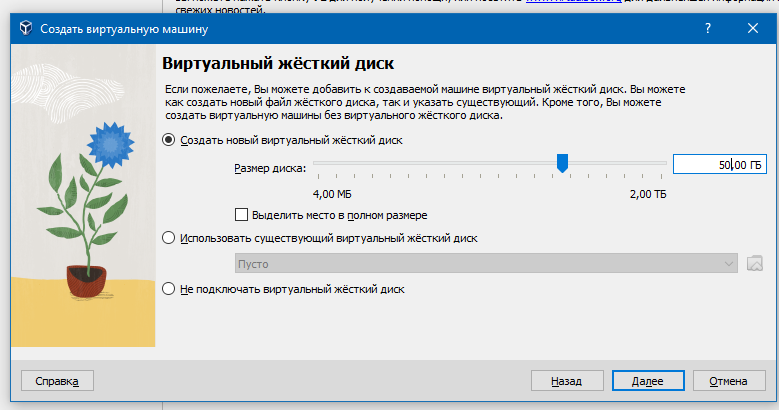 свежих новостей.
Создать виртуальную машину
Виртуальный жёсткий диск
Если пожелаете, Вы можете добавить к создаваемой машине виртуальный жёсткий диск. Вы можете
как создать новый файл жёсткого диска, так и указать существующий. Кроме того, Вы можете
создать виртуальную машины без виртуального жёсткого диска.
Создать новый виртуальный жёсткий диск
Размер диска:
50,00 ГБ
4,00 МБ
2,00 ТБ
Выделить место в полном размере
Использовать существующий виртуальный жёсткий диск
Пусто
Не подключать виртуальный жёсткий диск
Справка
Назад
Далее
Отмена